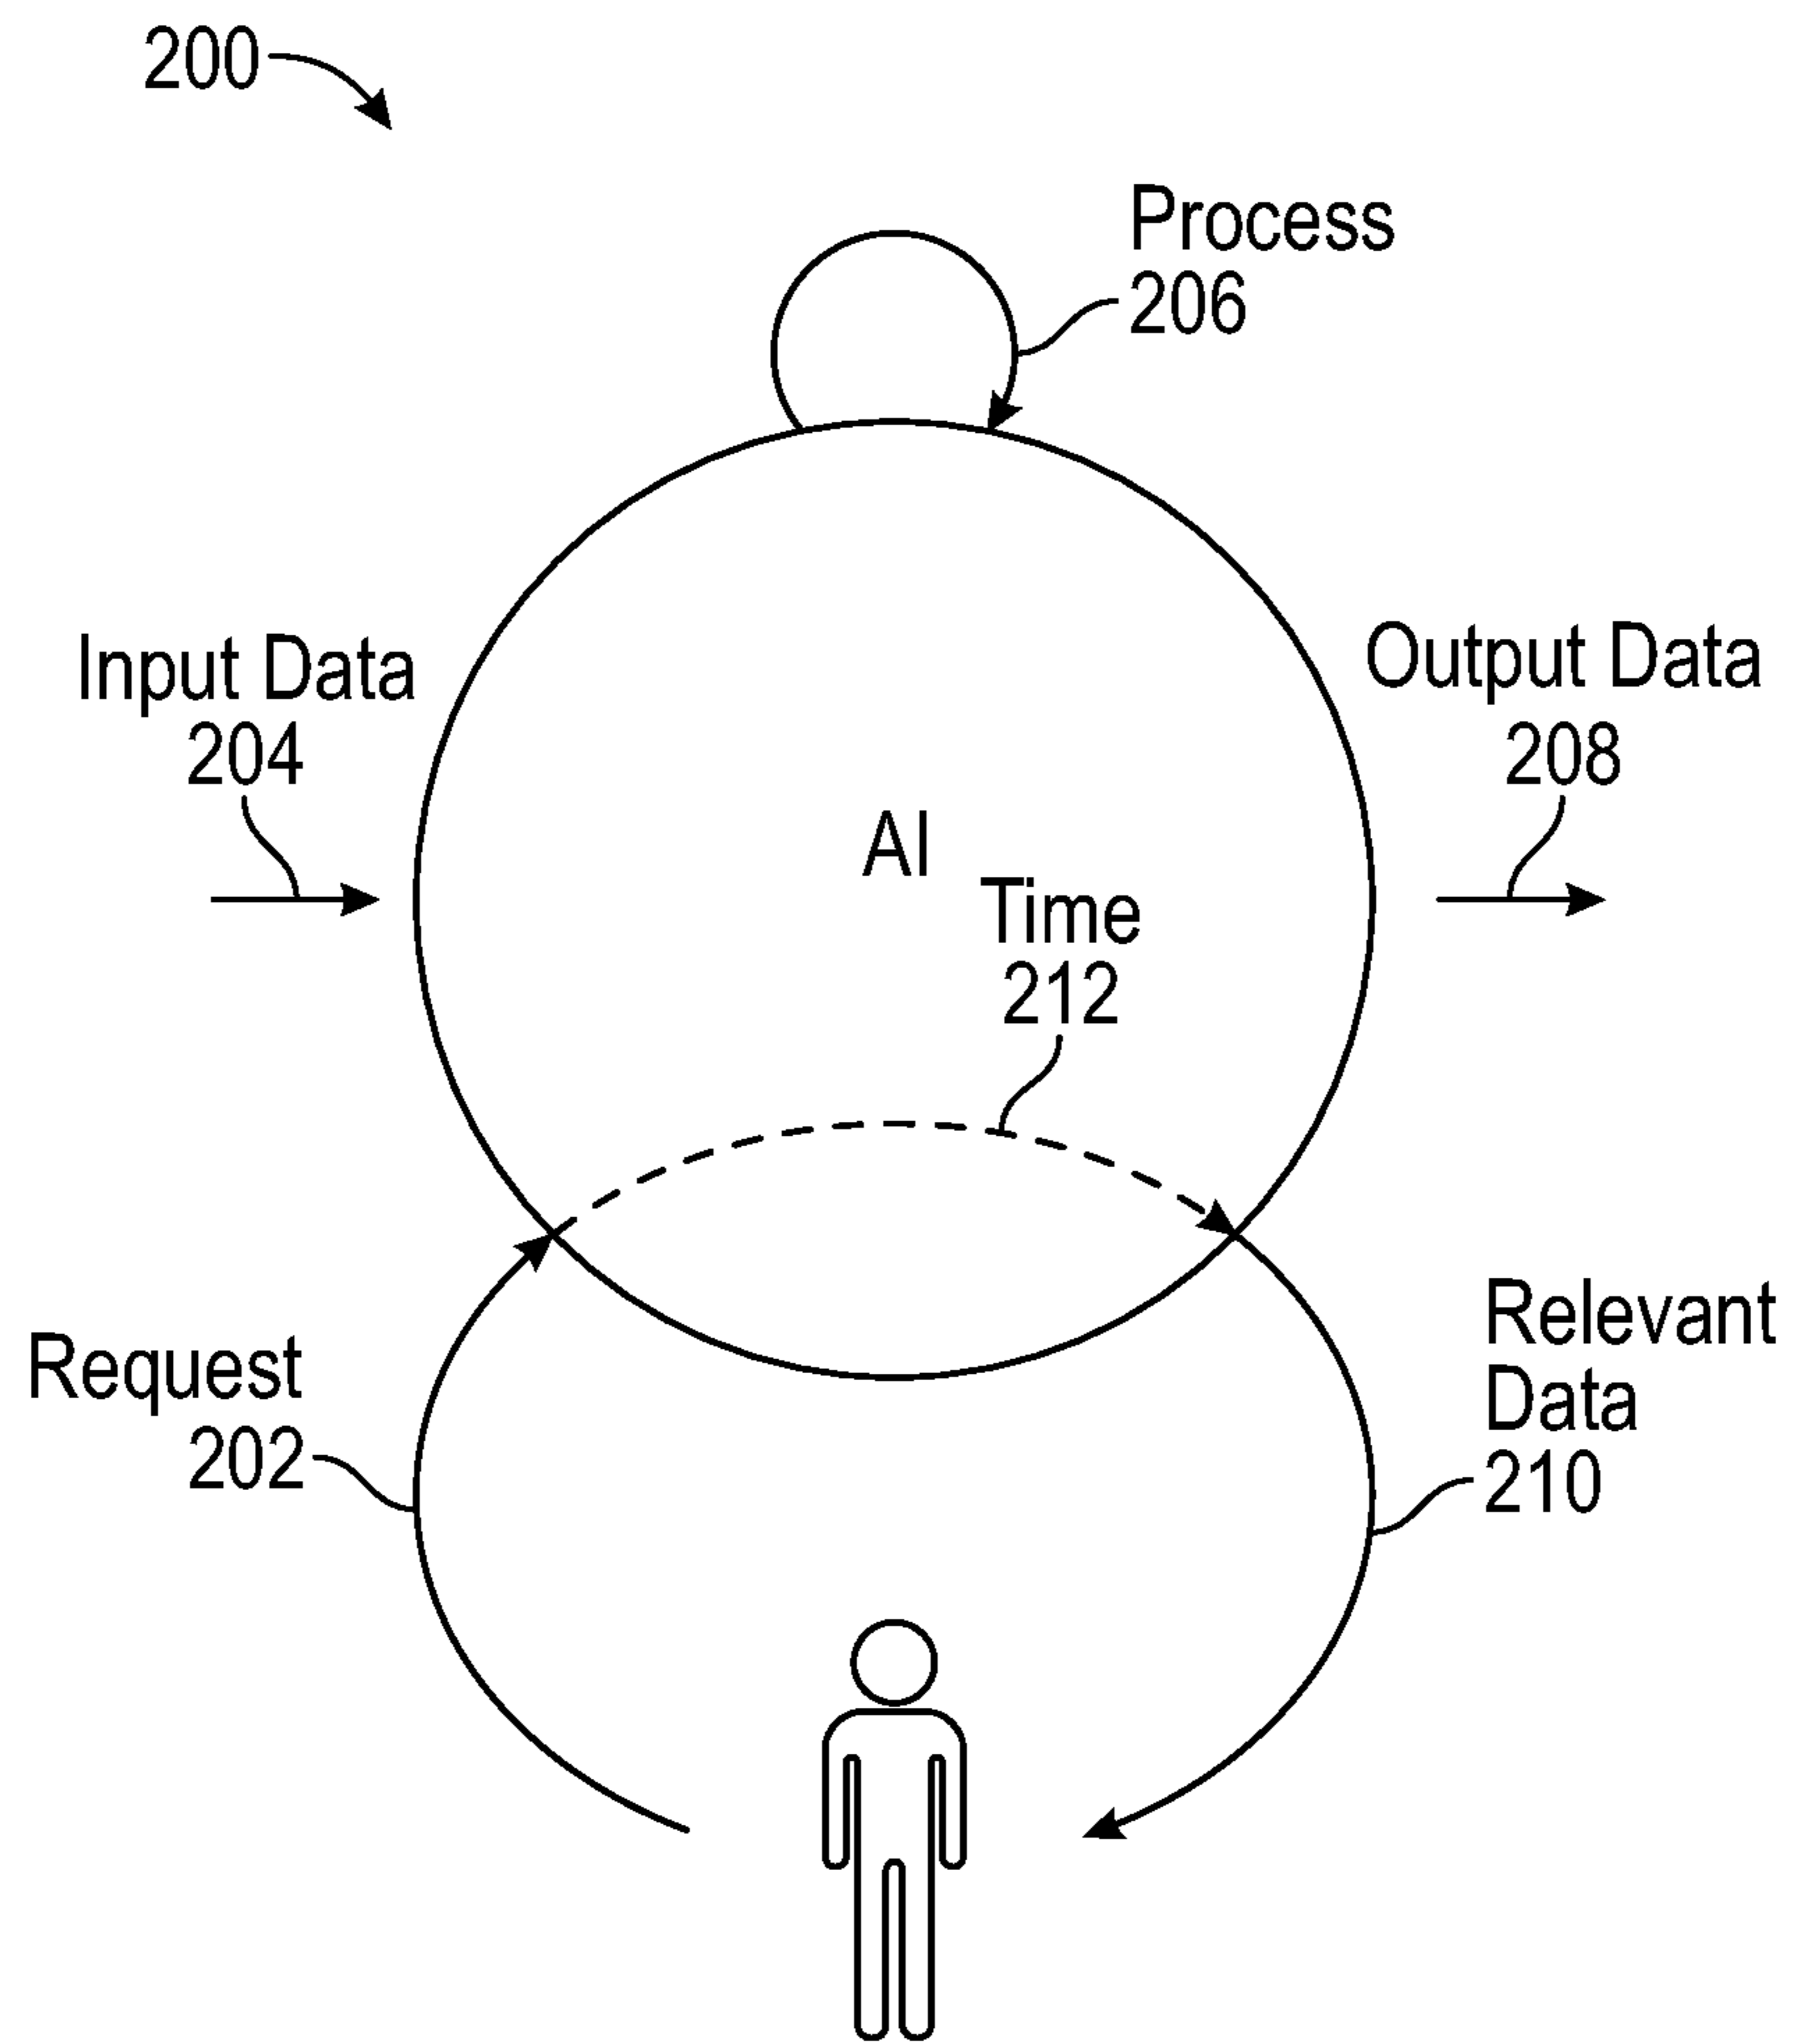 200
Process
206
Input Data
204
Output Data
208
AI
Time
212
Request
202
Relevant
Data
210